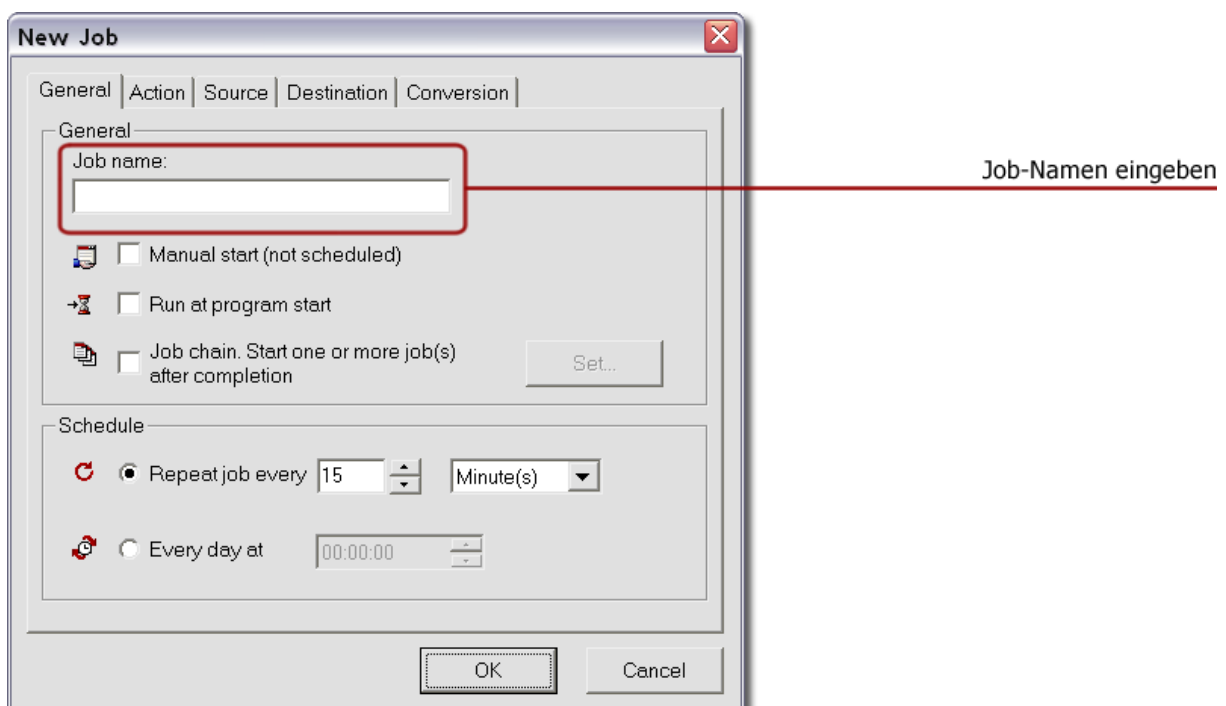 New Job
General Action Source Destination Conversion
General
Job name:
Job-Namen eingeben
Manual start (not scheduled)
Run at program start
Job chain. Start one or more job(s)
after completion
Set...
Schedule
Repeat job every 15 Minute(s)
Every day at 00:00:00
OK Cancel